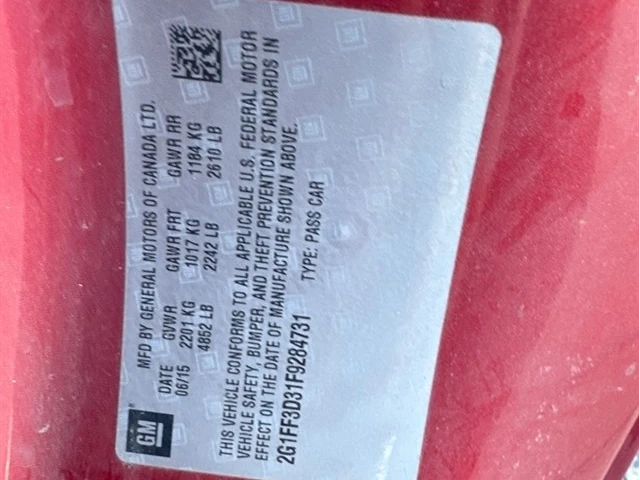 GM
MFD BY GENERAL MOTORS OF CANADA LTD.
DATE GVWR GAWR FRT GAWR RR
06/15 2201 KG 1017 KG 1184 KG
4852 LB 2242 LB 2610 LB
THIS VEHICLE CONFORMS TO ALL APPLICABLE U.S. FEDERAL MOTOR
VEHICLE SAFETY, BUMPER, AND THEFT PREVENTION STANDARDS IN
EFFECT ON THE DATE OF MANUFACTURE SHOWN ABOVE.
2G1FF3D31F9284731 TYPE: PASS CAR